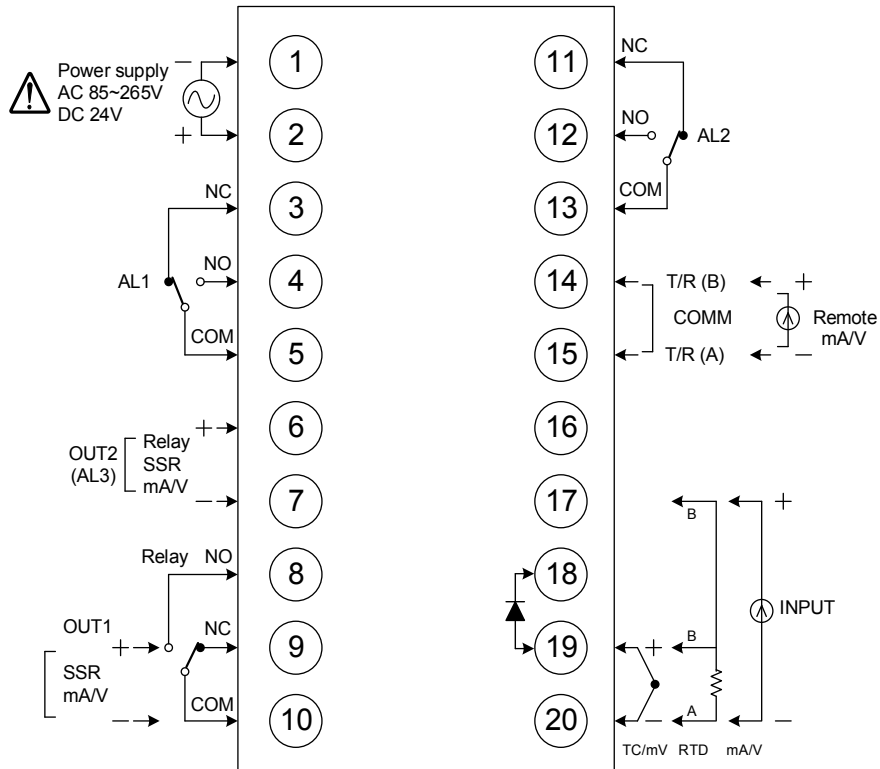 Power supply
AC 85~265V
DC 24V
−
+
1
2
NC
3
AL1
NO
4
COM
5
OUT2
(AL3)
Relay
SSR
mA/V
+
6
−
7
Relay NO
8
OUT1
+
NC
9
SSR
mA/V
−
COM
10
NC
11
NO
12
AL2
COM
13
14
T/R (B)
+
COMM
Remote
mA/V
15
T/R (A)
−
16
17
B
+
18
INPUT
19
+
B
20
−
A
−
TC/mV RTD mA/V